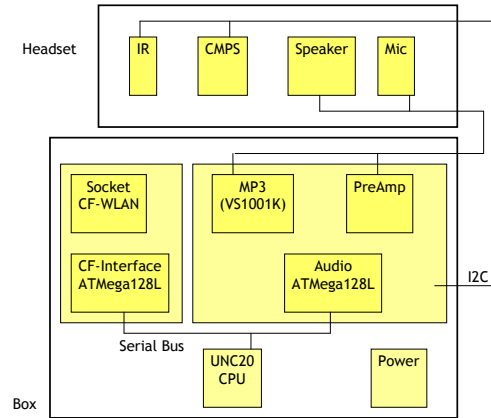 Headset
IR
CMPS
Speaker
Mic
Socket
CF-WLAN
MP3
(VS1001K)
PreAmp
CF-Interface
ATMega128L
Audio
ATMega128L
I2C
Serial Bus
UNC20
CPU
Power
Box